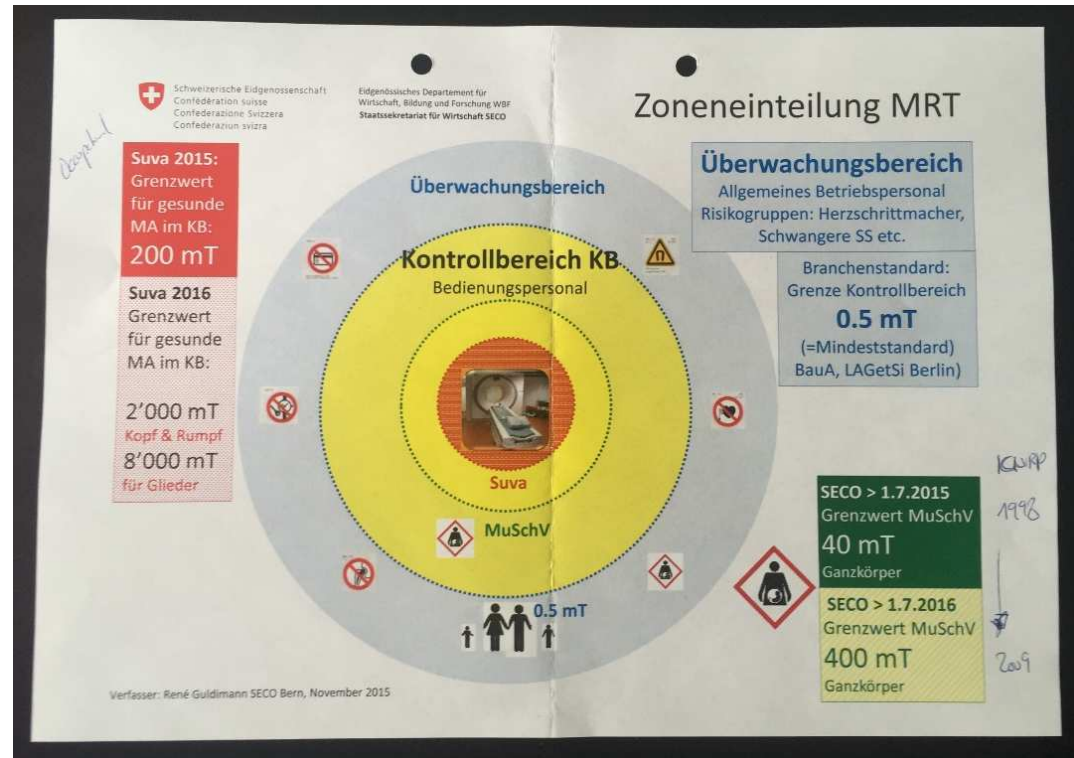 Schweizerische Eidgenossenschaft
Confédération suisse
Confederazione Svizzera
Confederaziun svizra
Eidgenössisches Departement für
Wirtschaft, Bildung und Forschung WBF
Staatssekretariat für Wirtschaft SECO
Zoneneinteilung MRT
Suva 2015:
Grenzwert
für gesunde
MA im KB:
200 mT
Suva 2016
Grenzwert
für gesunde
MA im KB:
2'000 mT
Kopf & Rumpf
8'000 mT
für Glieder
Überwachungsbereich
Kontrollbereich KB
Bedienungspersonal
Suva
MuSchV
0.5 mT
Überwachungsbereich
Allgemeines Betriebspersonal
Risikogruppen: Herzschrittmacher,
Schwangere SS etc.
Branchenstandard:
Grenze Kontrollbereich
0.5 mT
(=Mindeststandard)
BauA, LAGetSi Berlin)
SECO > 1.7.2015
Grenzwert MuSchV
40 mT
Ganzkörper
SECO > 1.7.2016
Grenzwert MuSchV
400 mT
Ganzkörper
ICNIRP
1998
2009
Verfasser: René Guldimann SECO Bern, November 2015